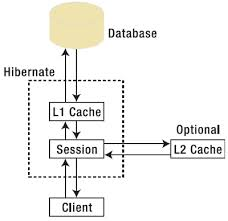 Database
Hibernate
L1 Cache
Optional
Session
L2 Cache
Client